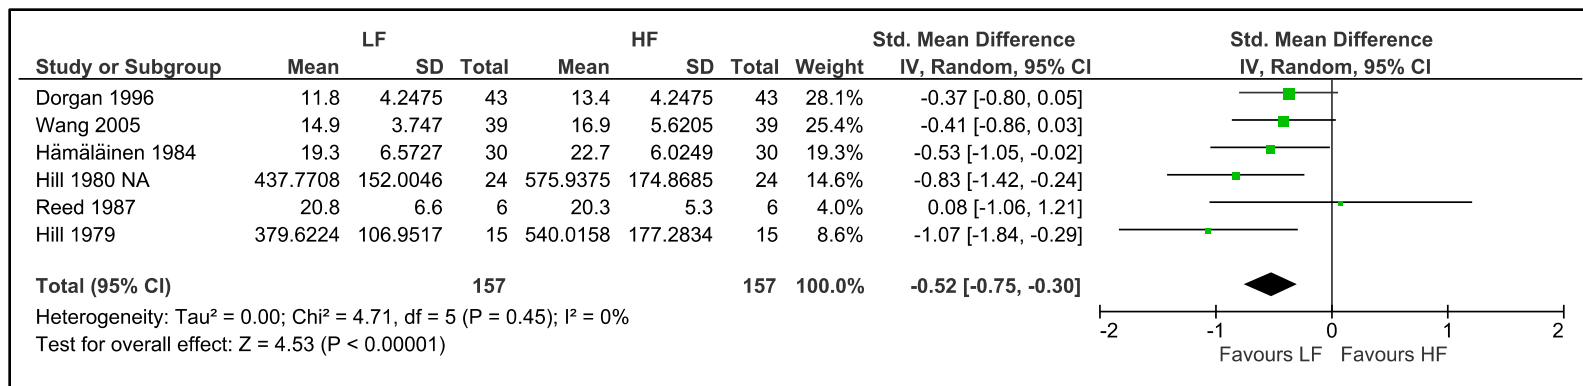 LF HF Std. Mean Difference Std. Mean Difference
Study or Subgroup Mean SD Total Mean SD Total Weight IV, Random, 95% CI IV, Random, 95% CI
Dorgan 1996 11.8 4.2475 43 13.4 4.2475 43 28.1% -0.37 [-0.80, 0.05]
Wang 2005 14.9 3.747 39 16.9 5.6205 39 25.4% -0.41 [-0.86, 0.03]
Hämäläinen 1984 19.3 6.5727 30 22.7 6.0249 30 19.3% -0.53 [-1.05, -0.02]
Hill 1980 NA 437.7708 152.0046 24 575.9375 174.8685 24 14.6% -0.83 [-1.42, -0.24]
Reed 1987 20.8 6.6 6 20.3 5.3 6 4.0% 0.08 [-1.06, 1.21]
Hill 1979 379.6224 106.9517 15 540.0158 177.2834 15 8.6% -1.07 [-1.84, -0.29]
Total (95% CI) 157 157 100.0% -0.52 [-0.75, -0.30]
Heterogeneity: Tau² = 0.00; Chi² = 4.71, df = 5 (P = 0.45); I² = 0%
Test for overall effect: Z = 4.53 (P < 0.00001)
-2 -1 0 1 2
Favours LF Favours HF